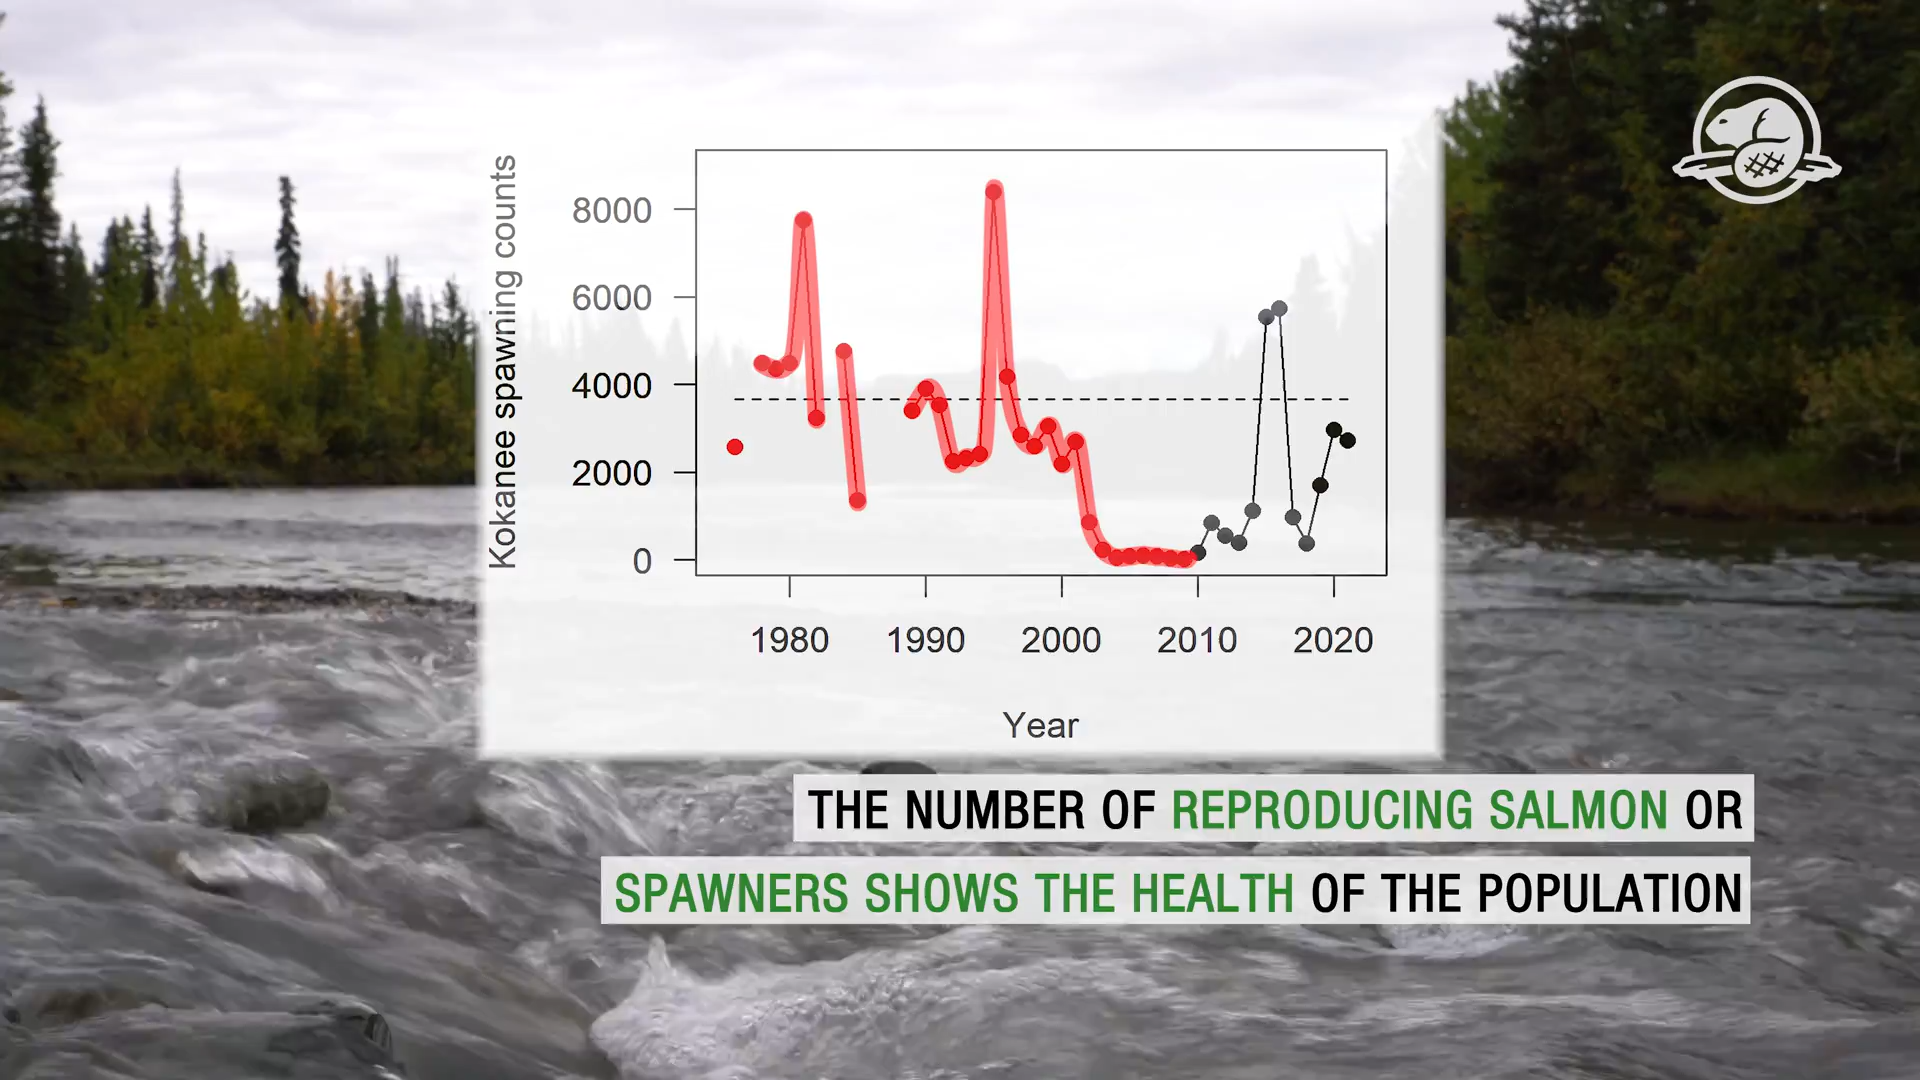 Kokanee spawning counts
8000
6000
4000
2000
0
1980 1990 2000 2010 2020
Year
THE NUMBER OF REPRODUCING SALMON OR
SPAWNERS SHOWS THE HEALTH OF THE POPULATION